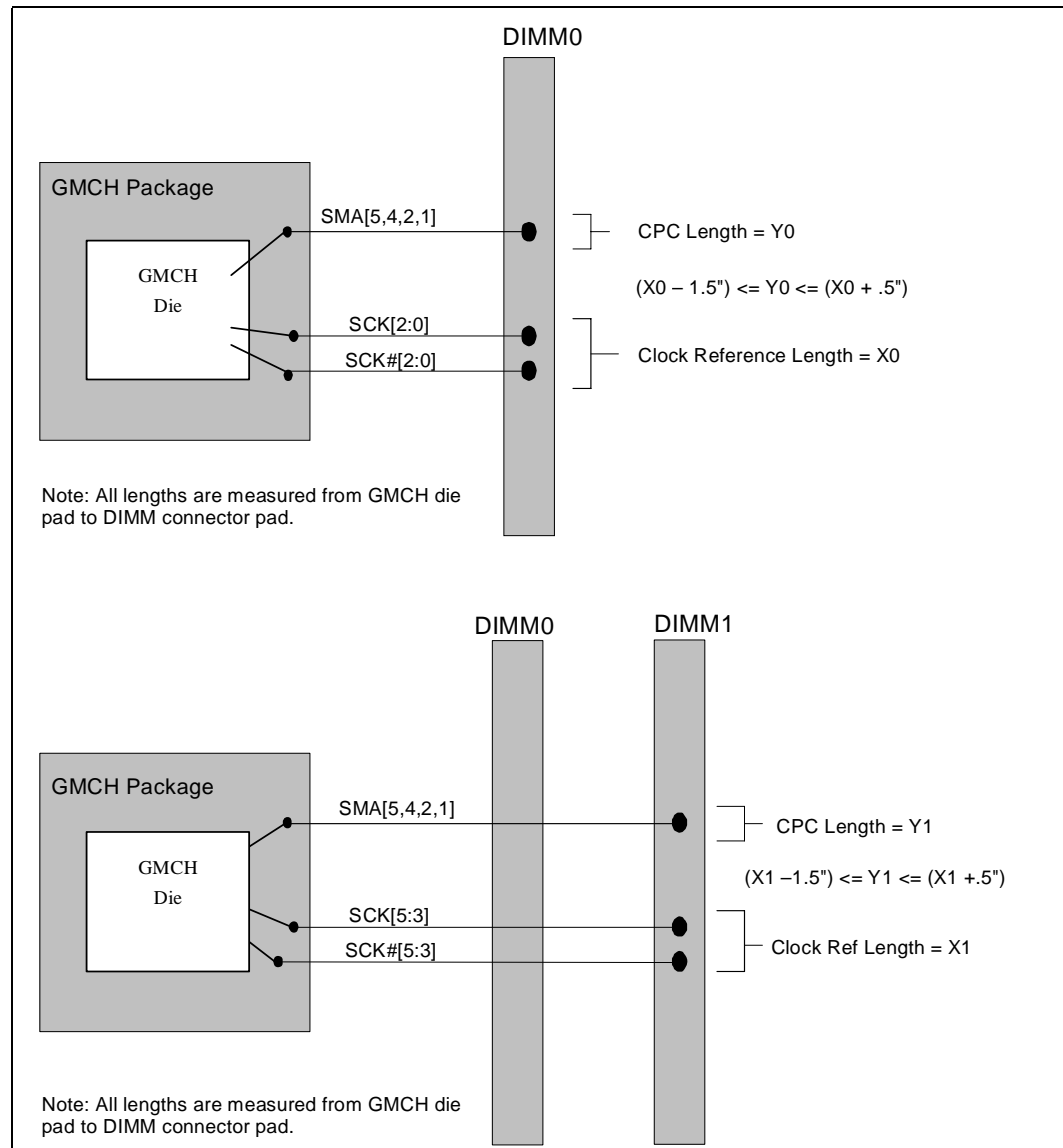 DIMM0
GMCH Package
SMA[5,4,2,1]
CPC Length = Y0
GMCH
Die
(X0 – 1.5") <= Y0 <= (X0 + .5")
SCK[2:0]
SCK#[2:0]
Clock Reference Length = X0
Note: All lengths are measured from GMCH die
pad to DIMM connector pad.
DIMM0
DIMM1
GMCH Package
SMA[5,4,2,1]
CPC Length = Y1
GMCH
Die
(X1 –1.5") <= Y1 <= (X1 +.5")
SCK[5:3]
SCK#[5:3]
Clock Ref Length = X1
Note: All lengths are measured from GMCH die
pad to DIMM connector pad.